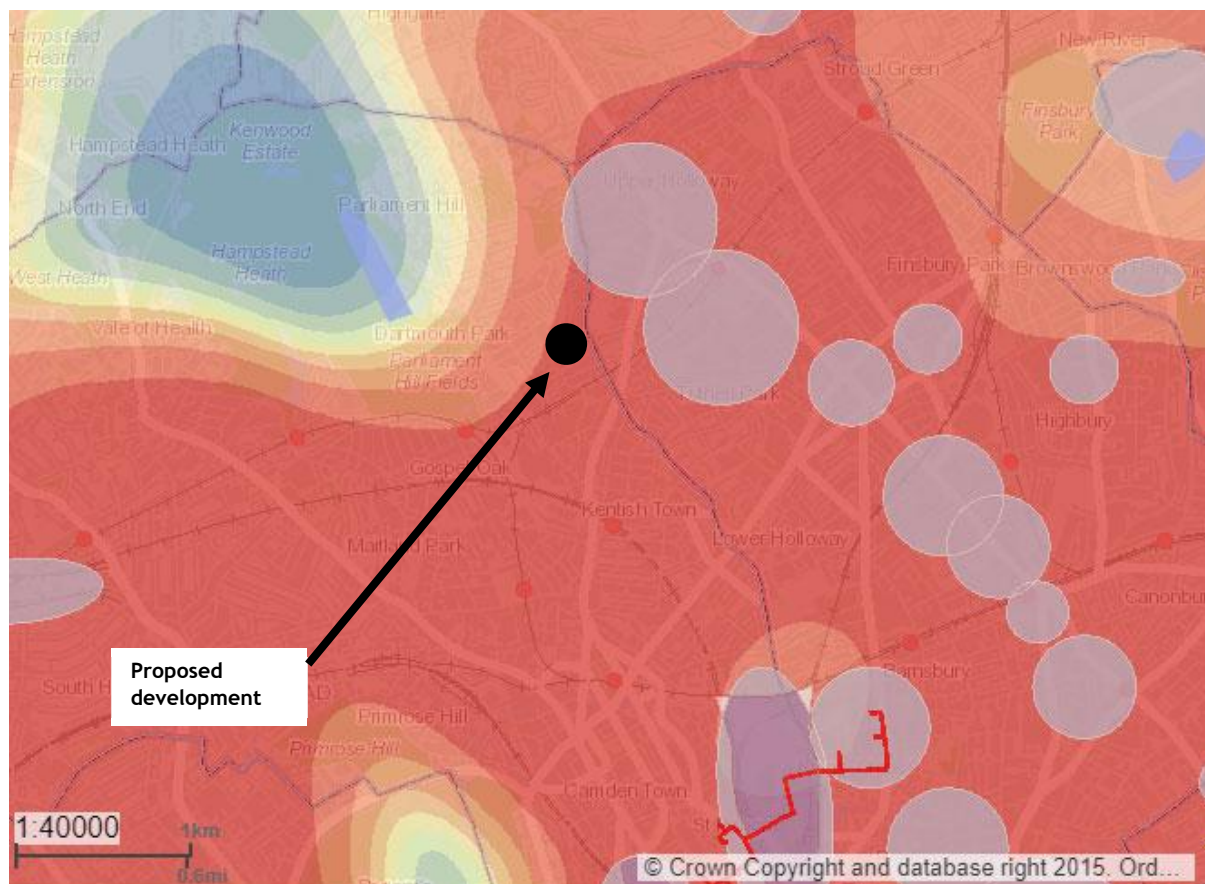 Highgate
Hampstead
Heath
Extension
New River
Stroud Green
Kenwood
Estate
Hampstead Heath
Finsbury
Park
Upper Holloway
North End
Parliament Hill
Hampstead
Heath
West Heath
Finsbury Park
Vale of Health
Dartmouth Park
Parliament
Hill Fields
Tufnell Park
Highbury
Gospel Oak
Kentish Town
Lower Holloway
Maitland Park
Canonbury
Proposed
development
Barnsbury
South H
AD
Primrose Hill
Primrose Hill
Camden Town
St
1:40000
1km
0.6mi
© Crown Copyright and database right 2015. Ord...